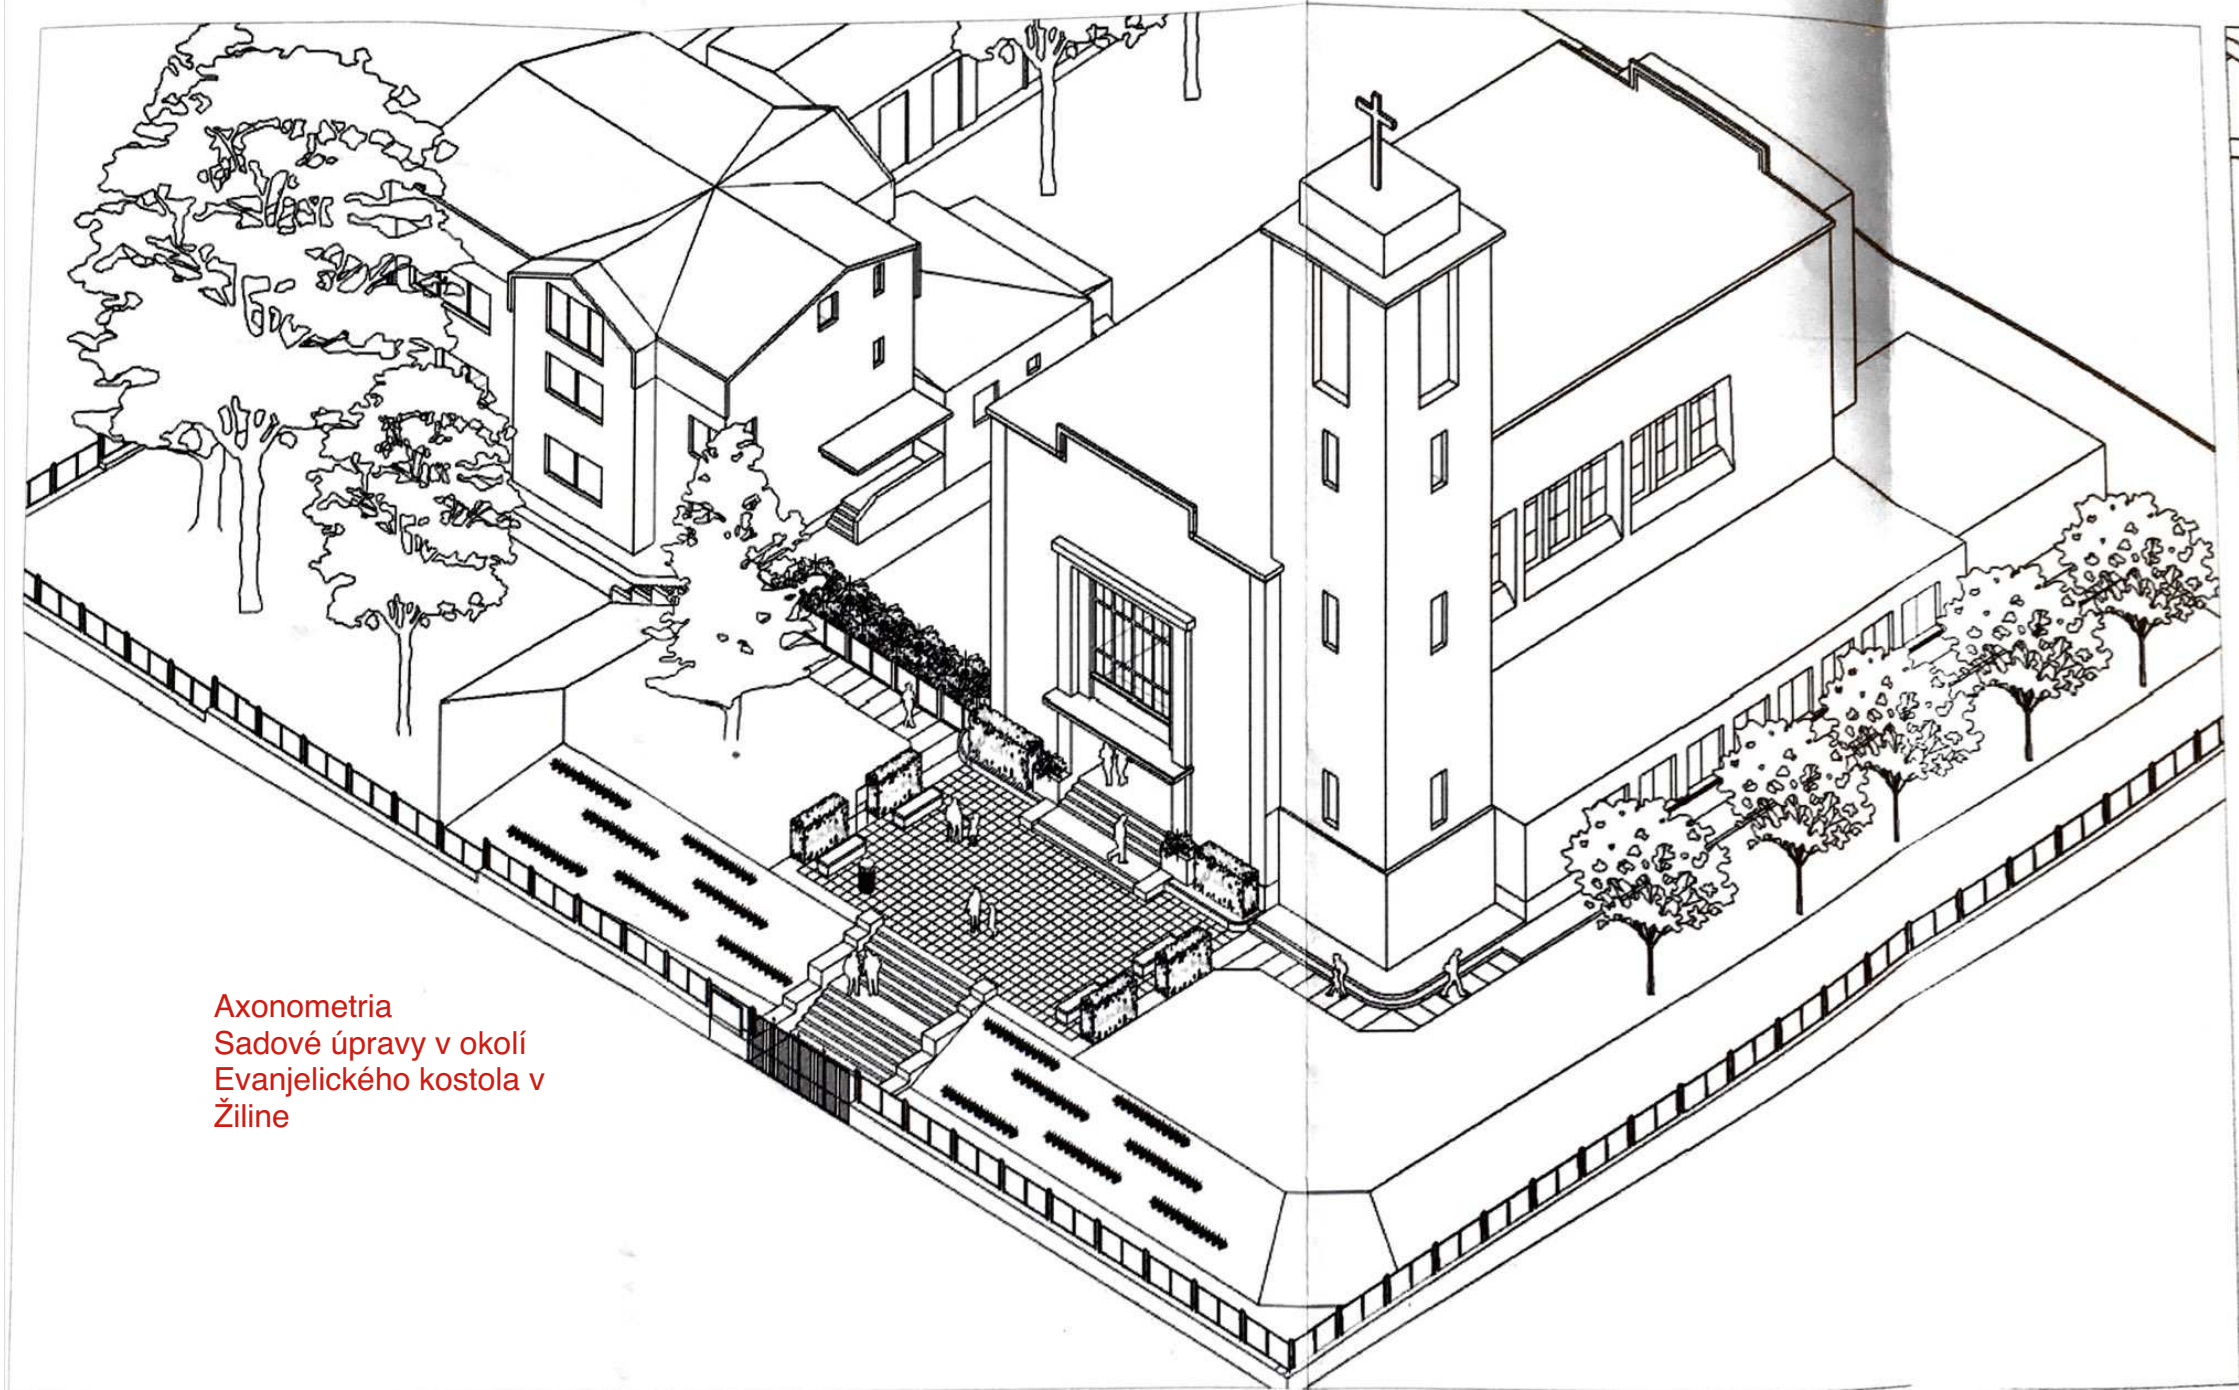 Axonometria
Sadové úpravy v okolí
Evanjelického kostola v
Žiline